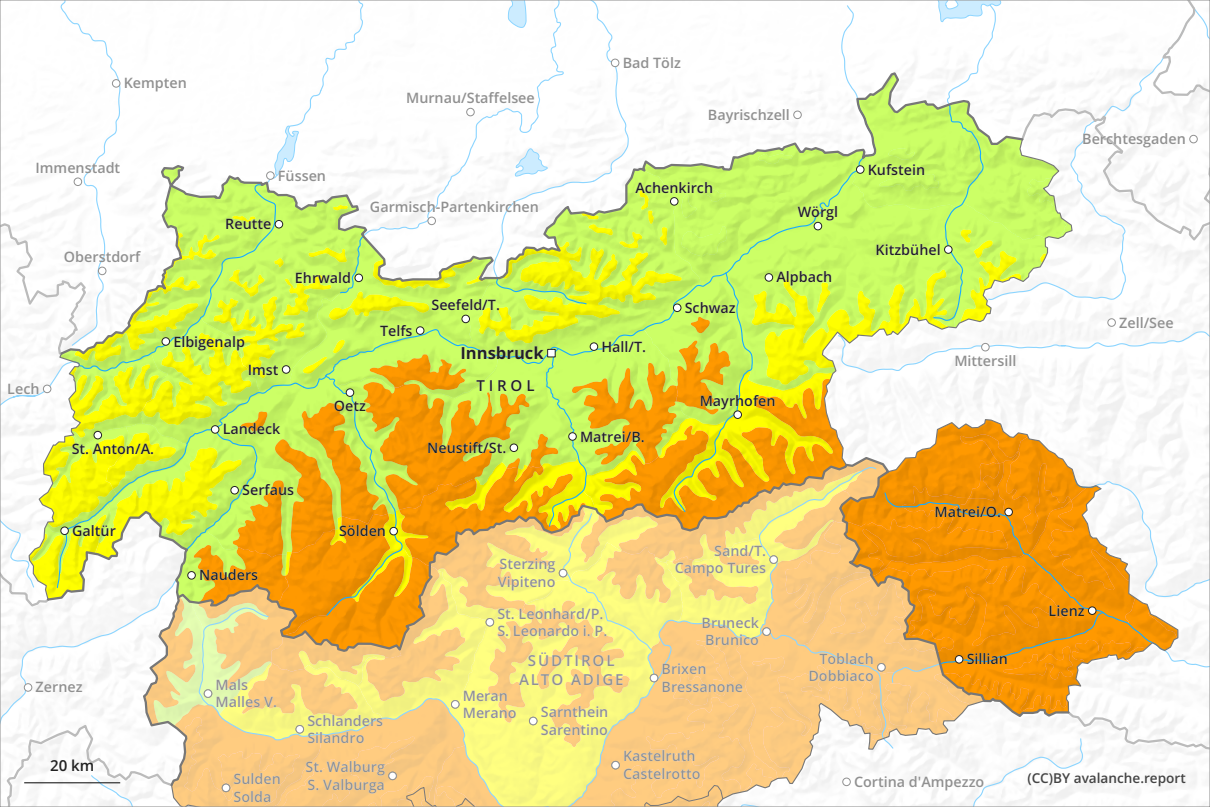 Kempten
Bad Tölz
Murnau/Staffelsee
Bayrischzell
Berchtesgaden
Immenstadt
Füssen
Kufstein
Achenkirch
Garmisch-Partenkirchen
Wörgl
Reutte
Kitzbühel
Oberstdorf
Ehrwald
Alpbach
Seefeld/T.
Schwaz
Telfs
Zell/See
Elbigenalp
Innsbruck
Hall/T.
Mittersill
Imst
TIROL
Lech
Oetz
Mayrhofen
Landeck
Matrei/B.
St. Anton/A.
Neustift/St.
Serfaus
Matrei/O.
Galtür
Sölden
Sand/T.
Campo Tures
Sterzing
Vipiteno
Nauders
Lienz
St. Leonhard/P.
S. Leonardo i. P.
Bruneck
Brunico
SÜDTIROL
ALTO ADIGE
Toblach
Dobbiaco
Sillian
Brixen
Bressanone
Zernez
Mals
Malles V.
Meran
Merano
Sarnthein
Sarentino
Schlanders
Silandro
Kastelruth
Castelrotto
20 km
St. Walburg
S. Valburga
Sulden
Solda
Cortina d'Ampezzo
(CC)BY avalanche.report